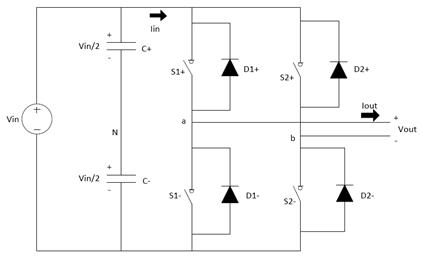 +
Iin
Vin/2
C+
-
S1+
D1+
S2+
D2+
Iout
+
Vin
+
−
N
a
b
Vout
-
+
Vin/2
C-
-
S1-
D1-
S2-
D2-